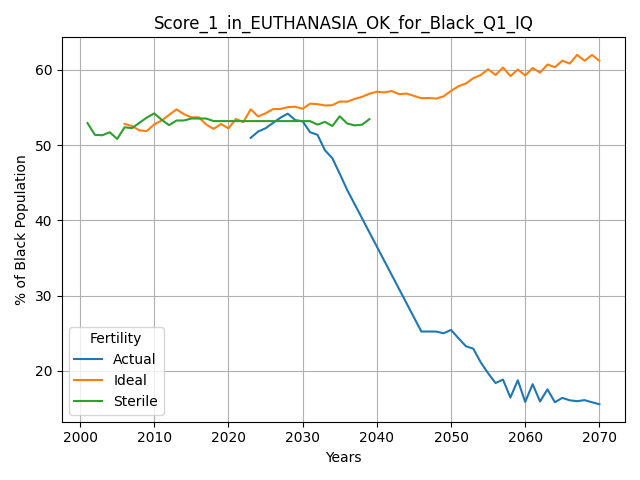 Score_1_in_EUTHANASIA_OK_for_Black_Q1_IQ
% of Black Population
60
50
40
30
20
Fertility
Actual
Ideal
Sterile
2000 2010 2020 2030 2040 2050 2060 2070
Years